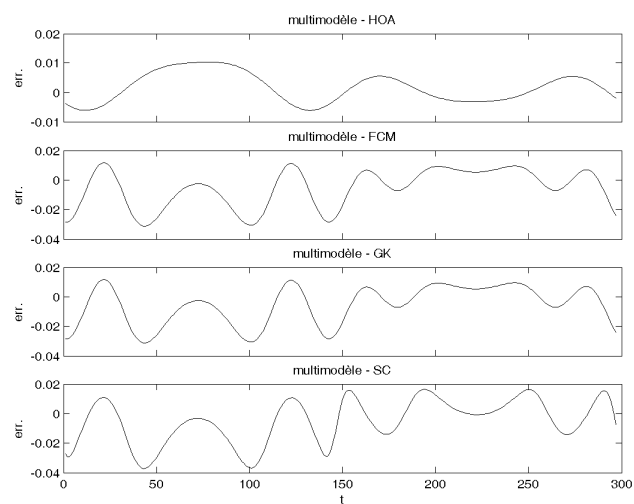 multimodèle - HOA
0.02
0.01
0
-0.01
err.
multimodèle - FCM
0.02
0
-0.02
-0.04
err.
multimodèle - GK
0.02
0
-0.02
-0.04
err.
multimodèle - SC
0.02
0
-0.02
-0.04
err.
0 50 100 150 200 250 300
t